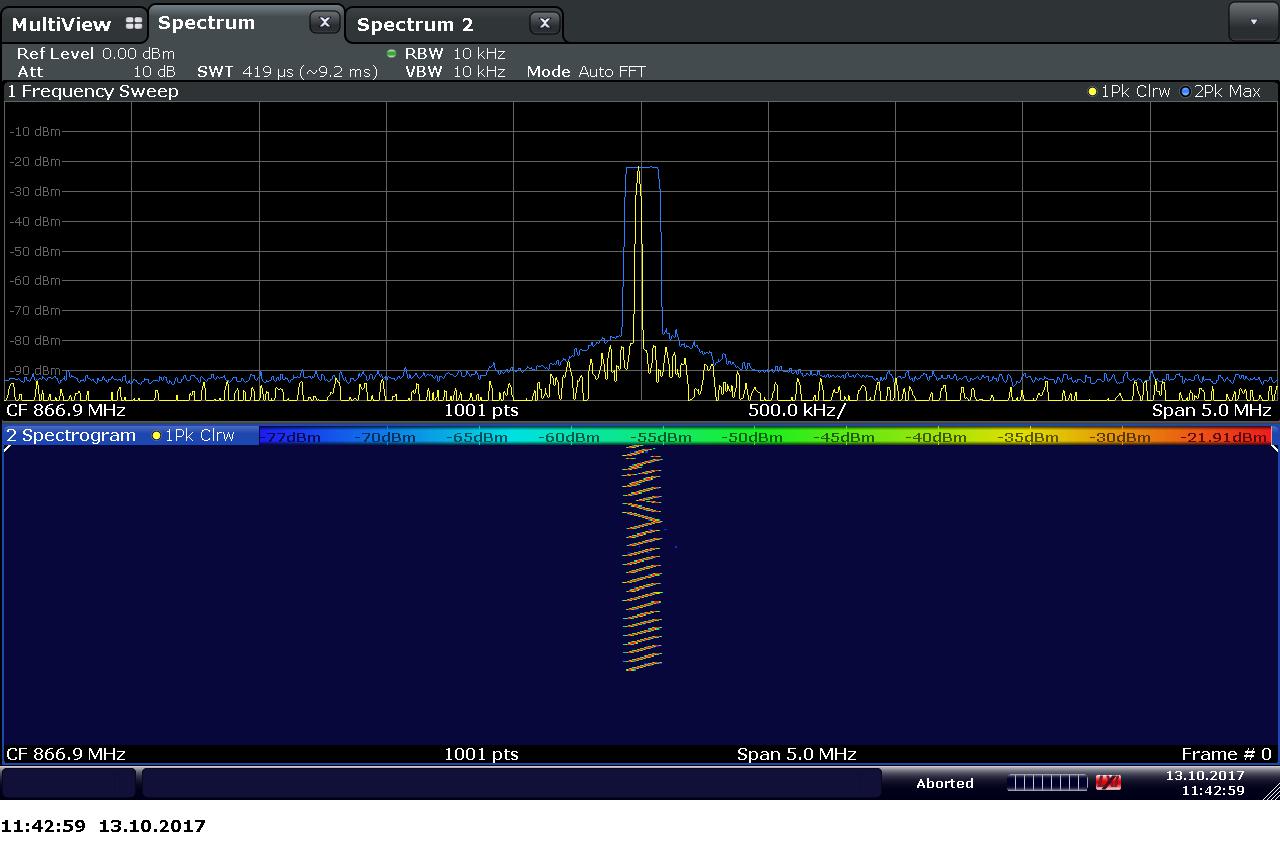 MultiView Spectrum X Spectrum 2 X
Ref Level 0.00 dBm RBW 10 kHz
Att 10 dB SWT 419 µs (~9.2 ms) VBW 10 kHz Mode Auto FFT
1 Frequency Sweep 1Pk Clrw 2Pk Max
-10 dBm
-20 dBm
-30 dBm
-40 dBm
-50 dBm
-60 dBm
-70 dBm
-80 dBm
-90 dBm
CF 866.9 MHz 1001 pts 500.0 kHz/ Span 5.0 MHz
2 Spectrogram 1Pk Clrw -77dBm -70dBm -65dBm -60dBm -55dBm -50dBm -45dBm -40dBm -35dBm -30dBm -21.91dBm
CF 866.9 MHz 1001 pts Span 5.0 MHz Frame # 0
Aborted 13.10.2017
11:42:59
11:42:59 13.10.2017